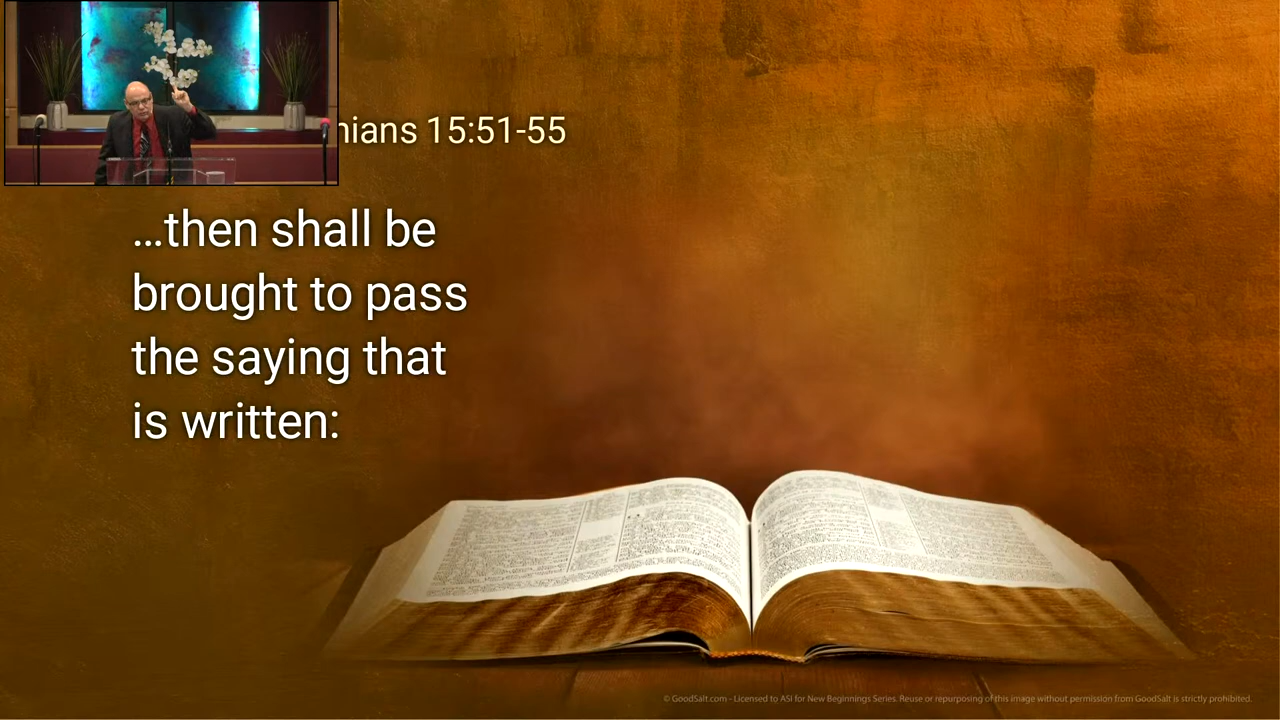 nians 15:51-55
…then shall be
brought to pass
the saying that
is written:
© GoodSalt.com - Licensed to ASI for New Beginnings Series. Reuse or repurposing of this image without permission from GoodSalt is strictly prohibited.